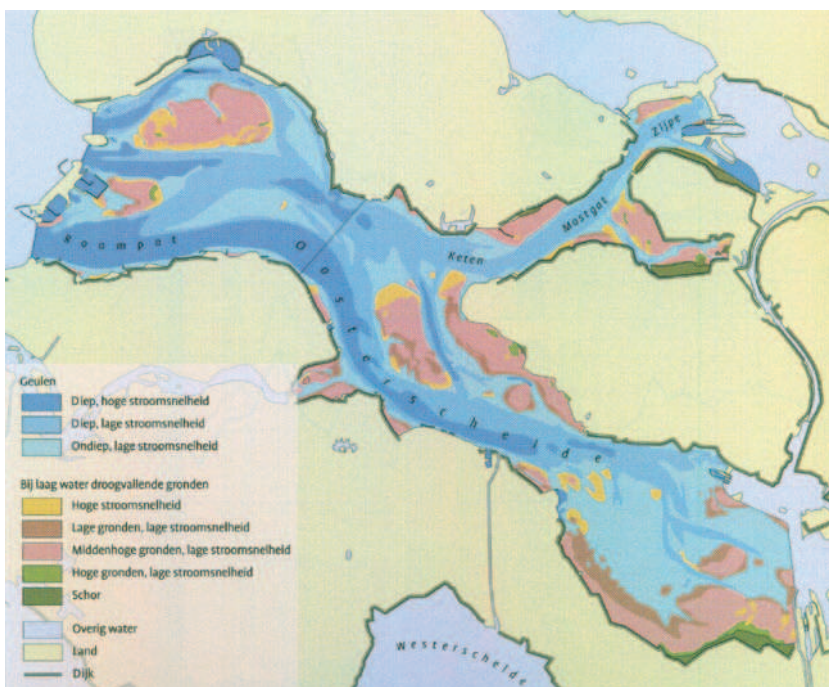 Zijpe
Mastgat
Keten
Roompot
Oosterschelde
Geulen
Diep, hoge stroomsnelheid
Diep, lage stroomsnelheid
Ondiep, lage stroomsnelheid
Bij laag water droogvallende gronden
Hoge stroomsnelheid
Lage gronden, lage stroomsnelheid
Middenhoge gronden, lage stroomsnelheid
Hoge gronden, lage stroomsnelheid
Schor
Overig water
Land
Dijk
Westerschelde